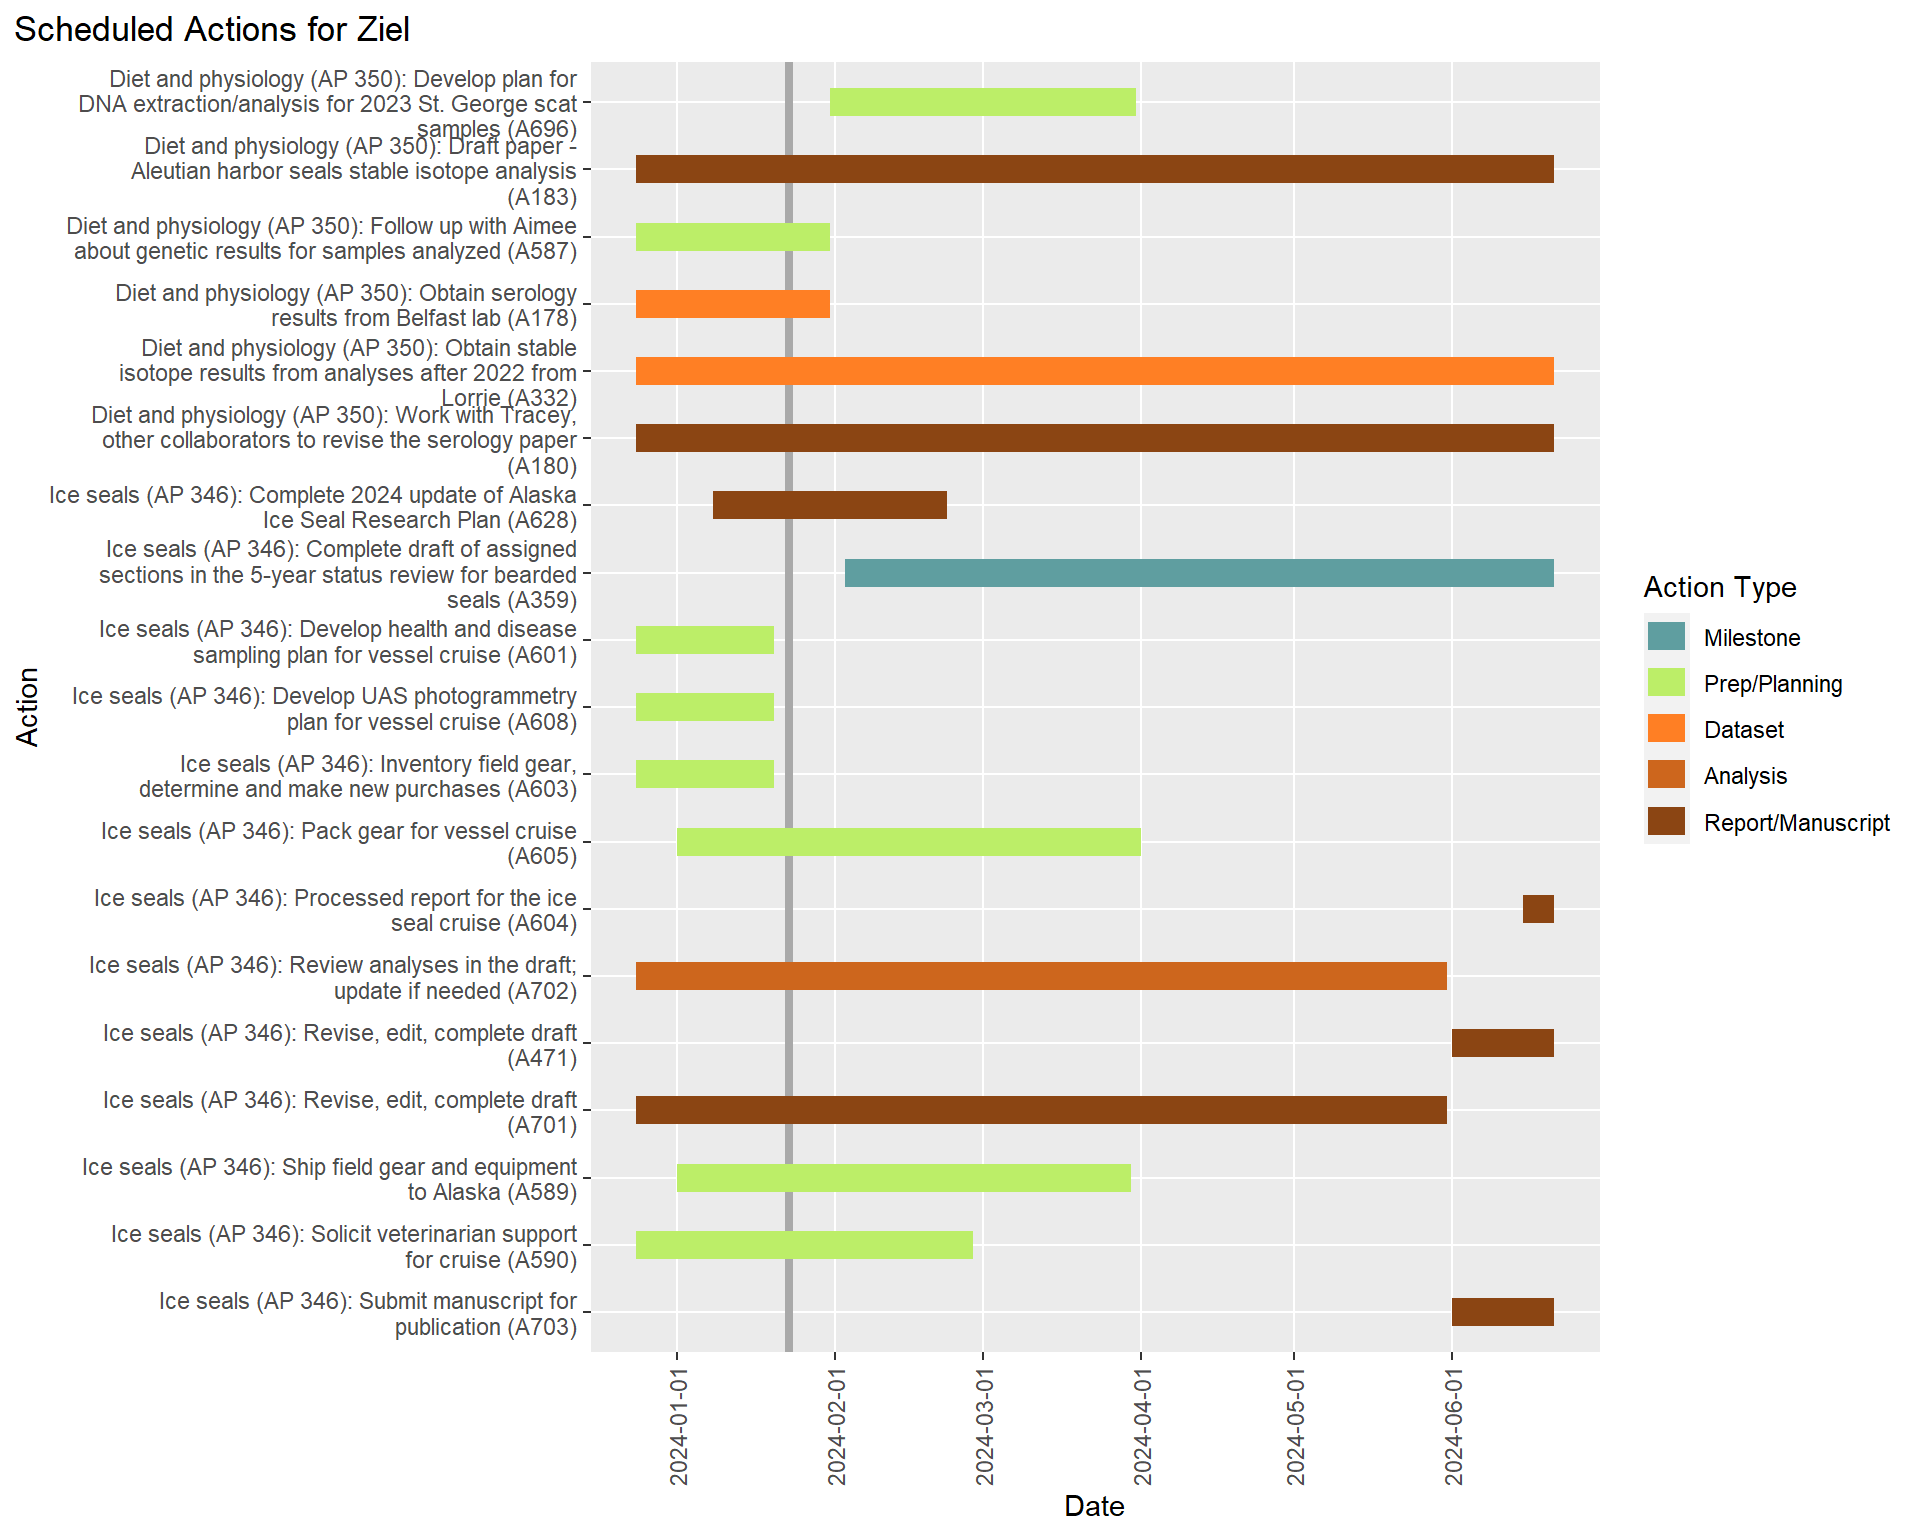 Scheduled Actions for Ziel
Diet and physiology (AP 350): Develop plan for
DNA extraction/analysis for 2023 St. George scat
samples (A696)
Diet and physiology (AP 350): Draft paper -
Aleutian harbor seals stable isotope analysis
(A183)
Diet and physiology (AP 350): Follow up with Aimee
about genetic results for samples analyzed (A587)
Diet and physiology (AP 350): Obtain serology
results from Belfast lab (A178)
Diet and physiology (AP 350): Obtain stable
isotope results from analyses after 2022 from
Lorrie (A332)
Diet and physiology (AP 350): Work with Tracey,
other collaborators to revise the serology paper
(A180)
Ice seals (AP 346): Complete 2024 update of Alaska
Ice Seal Research Plan (A628)
Ice seals (AP 346): Complete draft of assigned
sections in the 5-year status review for bearded
seals (A359)
Ice seals (AP 346): Develop health and disease
sampling plan for vessel cruise (A601)
Ice seals (AP 346): Develop UAS photogrammetry
plan for vessel cruise (A608)
Ice seals (AP 346): Inventory field gear,
determine and make new purchases (A603)
Ice seals (AP 346): Pack gear for vessel cruise
(A605)
Ice seals (AP 346): Processed report for the ice
seal cruise (A604)
Ice seals (AP 346): Review analyses in the draft;
update if needed (A702)
Ice seals (AP 346): Revise, edit, complete draft
(A471)
Ice seals (AP 346): Revise, edit, complete draft
(A701)
Ice seals (AP 346): Ship field gear and equipment
to Alaska (A589)
Ice seals (AP 346): Solicit veterinarian support
for cruise (A590)
Ice seals (AP 346): Submit manuscript for
publication (A703)
Action
2024-01-01
2024-02-01
2024-03-01
2024-04-01
2024-05-01
2024-06-01
Date
Action Type
Milestone
Prep/Planning
Dataset
Analysis
Report/Manuscript